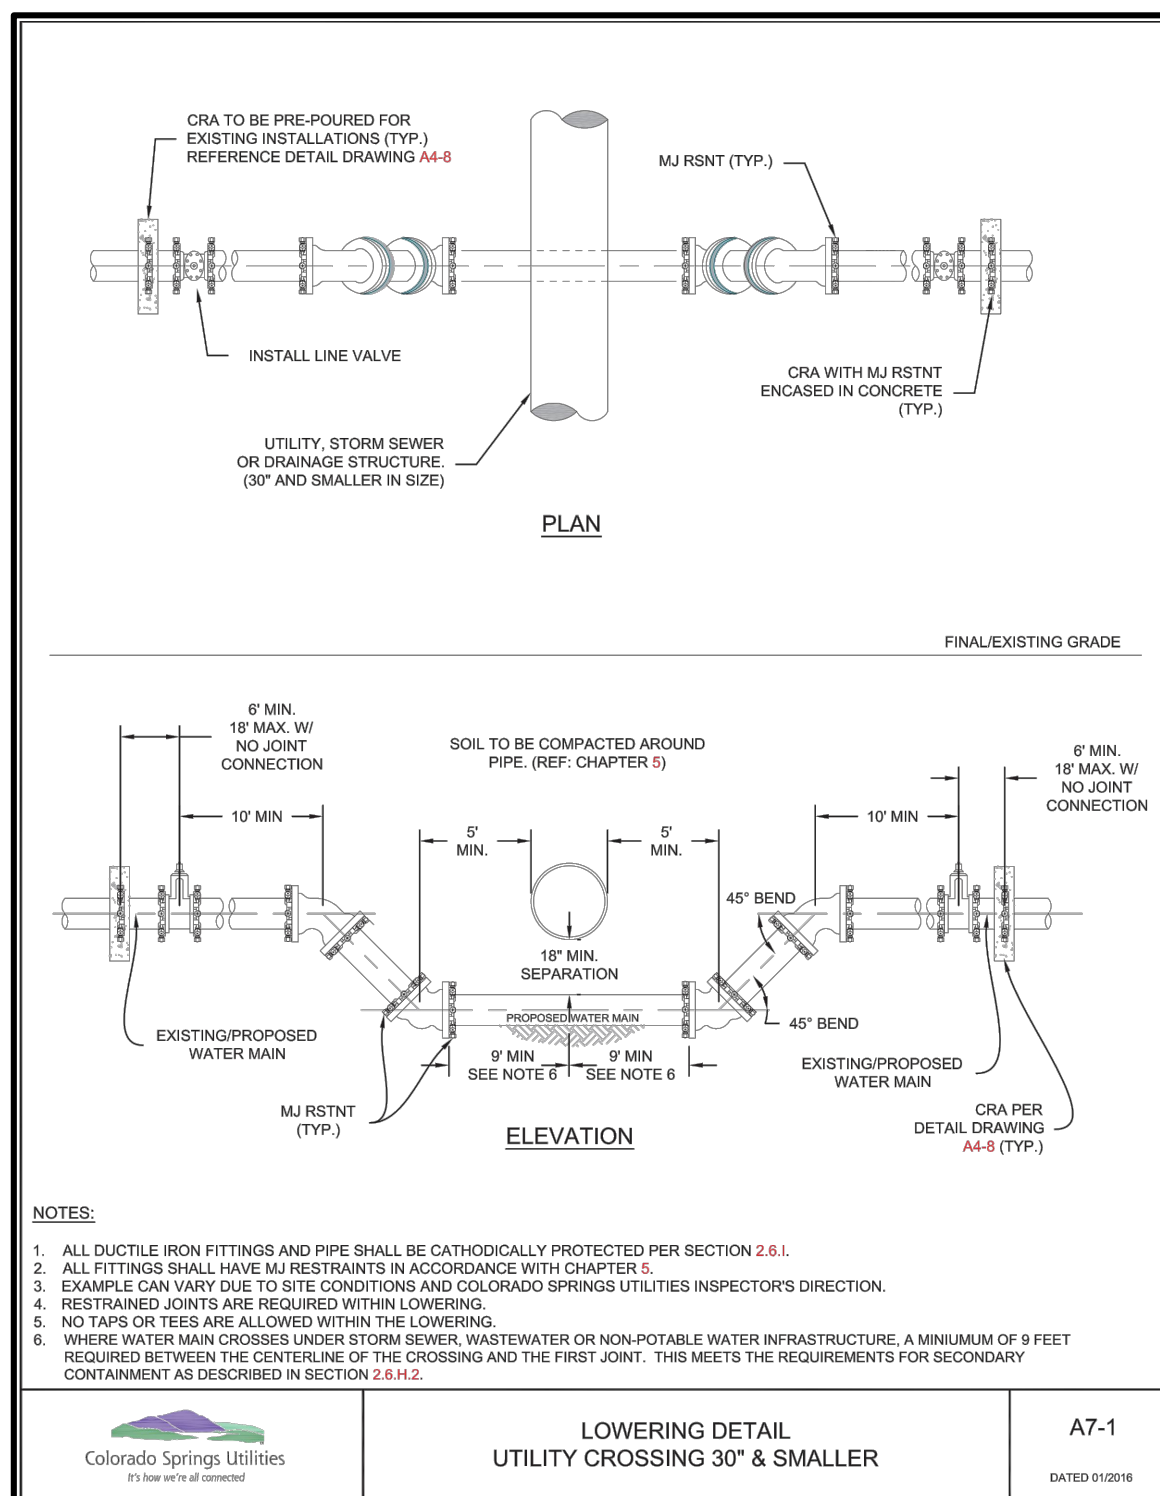 CRA TO BE PRE-POURED FOR
EXISTING INSTALLATIONS (TYP.)
REFERENCE DETAIL DRAWING A4-8
MJ RSNT (TYP.)
INSTALL LINE VALVE
CRA WITH MJ RSTNT
ENCASED IN CONCRETE
(TYP.)
UTILITY, STORM SEWER
OR DRAINAGE STRUCTURE.
(30" AND SMALLER IN SIZE)
PLAN
FINAL/EXISTING GRADE
6' MIN.
18' MAX. W/
NO JOINT
CONNECTION
SOIL TO BE COMPACTED AROUND
PIPE. (REF: CHAPTER 5)
6' MIN.
18' MAX. W/
NO JOINT
CONNECTION
10' MIN
5'
MIN.
5'
MIN.
10' MIN
45° BEND
18" MIN.
SEPARATION
PROPOSED WATER MAIN
45° BEND
EXISTING/PROPOSED
WATER MAIN
9' MIN
SEE NOTE 6
9' MIN
SEE NOTE 6
EXISTING/PROPOSED
WATER MAIN
MJ RSTNT
(TYP.)
CRA PER
DETAIL DRAWING
A4-8 (TYP.)
ELEVATION
NOTES:
1. ALL DUCTILE IRON FITTINGS AND PIPE SHALL BE CATHODICALLY PROTECTED PER SECTION 2.6.I.
2. ALL FITTINGS SHALL HAVE MJ RESTRAINTS IN ACCORDANCE WITH CHAPTER 5.
3. EXAMPLE CAN VARY DUE TO SITE CONDITIONS AND COLORADO SPRINGS UTILITIES INSPECTOR'S DIRECTION.
4. RESTRAINED JOINTS ARE REQUIRED WITHIN LOWERING.
5. NO TAPS OR TEES ARE ALLOWED WITHIN THE LOWERING.
6. WHERE WATER MAIN CROSSES UNDER STORM SEWER, WASTEWATER OR NON-POTABLE WATER INFRASTRUCTURE, A MINIUMUM OF 9 FEET
REQUIRED BETWEEN THE CENTERLINE OF THE CROSSING AND THE FIRST JOINT. THIS MEETS THE REQUIREMENTS FOR SECONDARY
CONTAINMENT AS DESCRIBED IN SECTION 2.6.H.2.
Colorado Springs Utilities
It's how we're all connected
LOWERING DETAIL
UTILITY CROSSING 30" & SMALLER
A7-1
DATED 01/2016